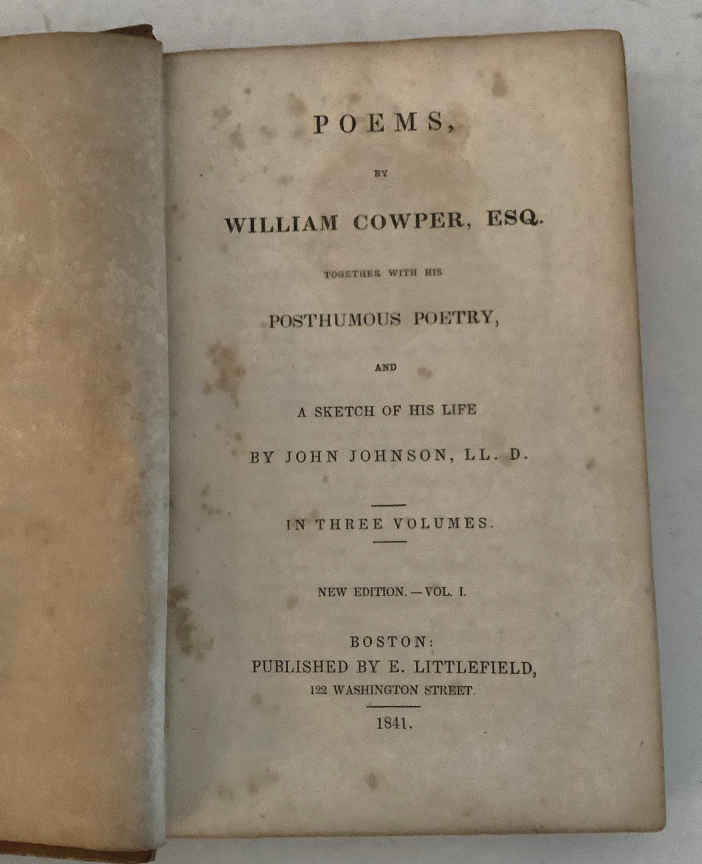 POEMS,
BY
WILLIAM COWPER, ESQ.
TOGETHER WITH HIS
POSTHUMOUS POETRY,
AND
A SKETCH OF HIS LIFE
BY JOHN JOHNSON, LL. D.
IN THREE VOLUMES.
NEW EDITION.—VOL. I.
BOSTON:
PUBLISHED BY E. LITTLEFIELD,
122 WASHINGTON STREET.
1841.